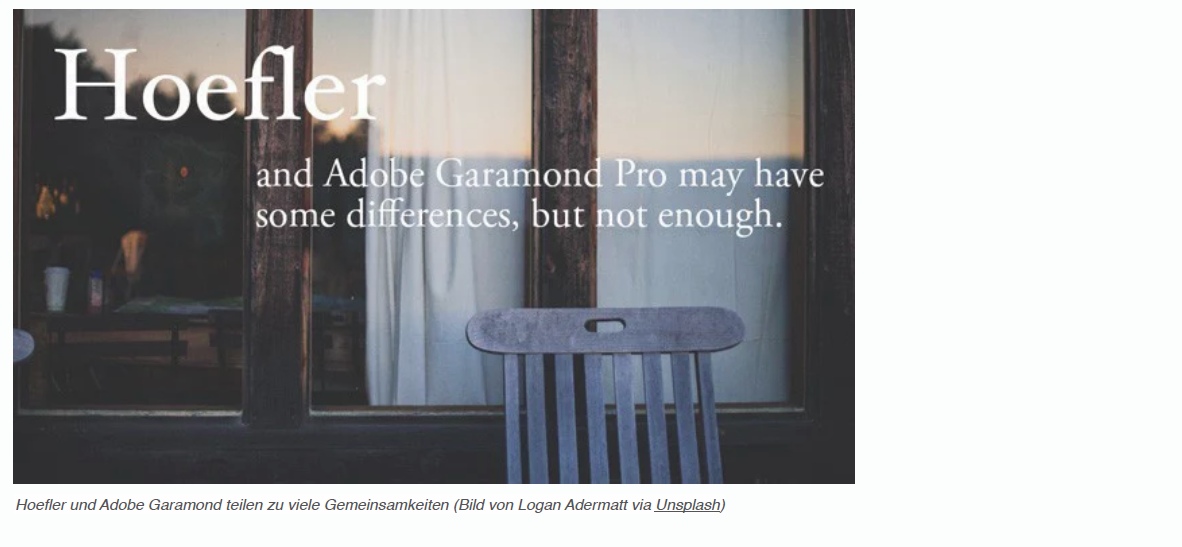 Hoefler
and Adobe Garamond Pro may have
some differences, but not enough.
Hoefler und Adobe Garamond teilen zu viele Gemeinsamkeiten (Bild von Logan Adermatt via Unsplash)